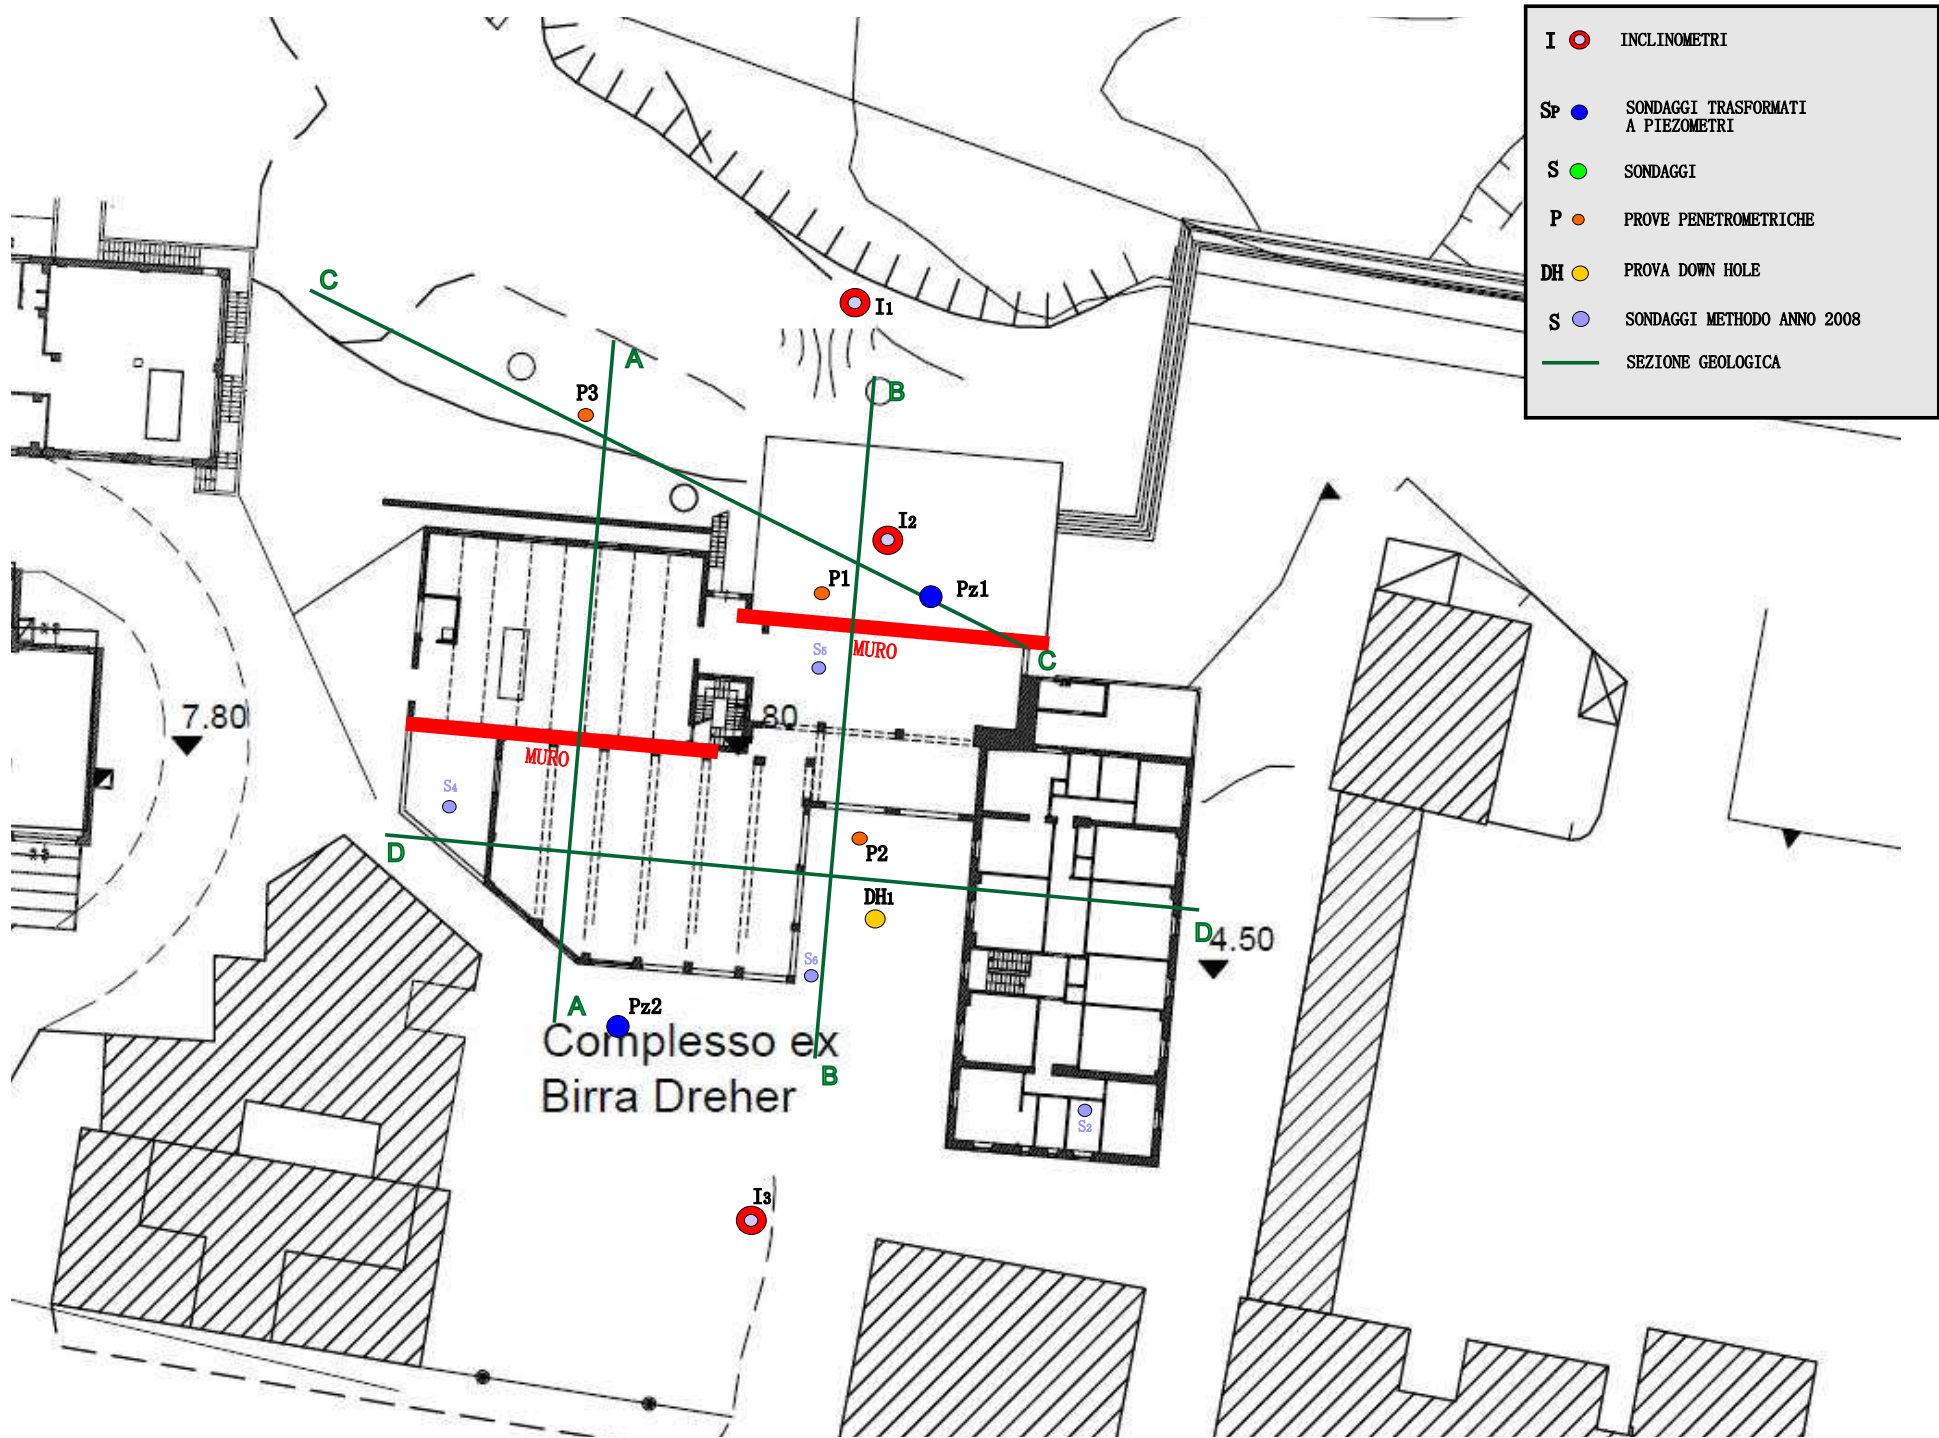 I INCLINOMETRI
SP SONDAGGI TRASFORMATI
A PIEZOMETRI
S SONDAGGI
P PROVE PENETROMETRICHE
DH PROVA DOWN HOLE
S SONDAGGI METHODO ANNO 2008
SEZIONE GEOLOGICA
C
I1
A
B
P3
I2
P1
Pz1
S5
MURO
C
7.80
80
MURO
S4
D
P2
DH1
D
4.50
S6
A
Pz2
Complesso ex
B
Birra Dreher
S2
I3